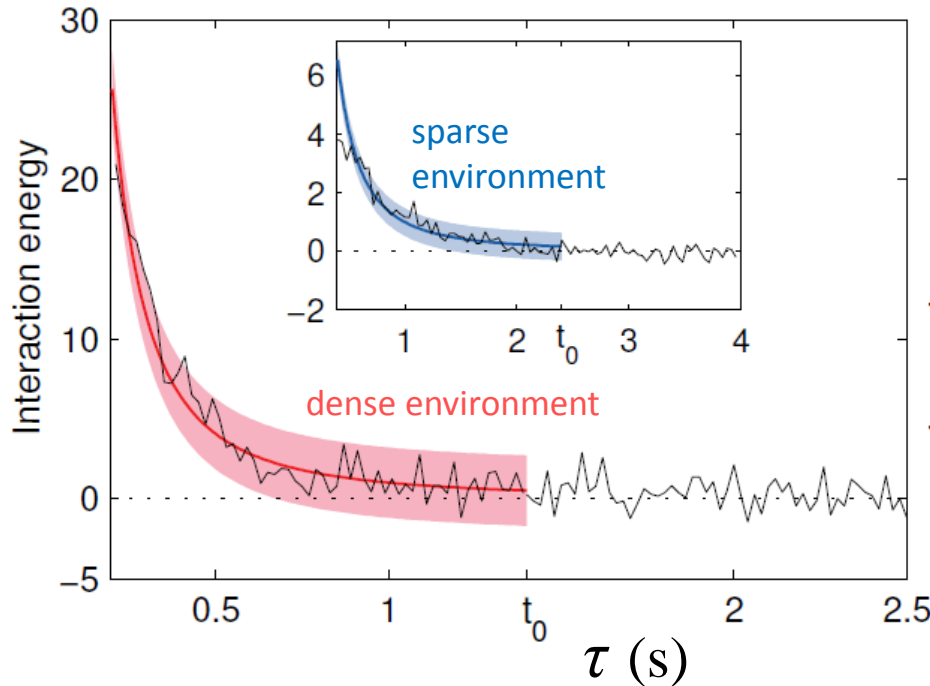 30
20
10
0
−5
Interaction energy
6
4
2
0
−2
sparse
environment
1
2
t0
3
4
dense environment
0.5
1
t0
2
2.5
τ (s)